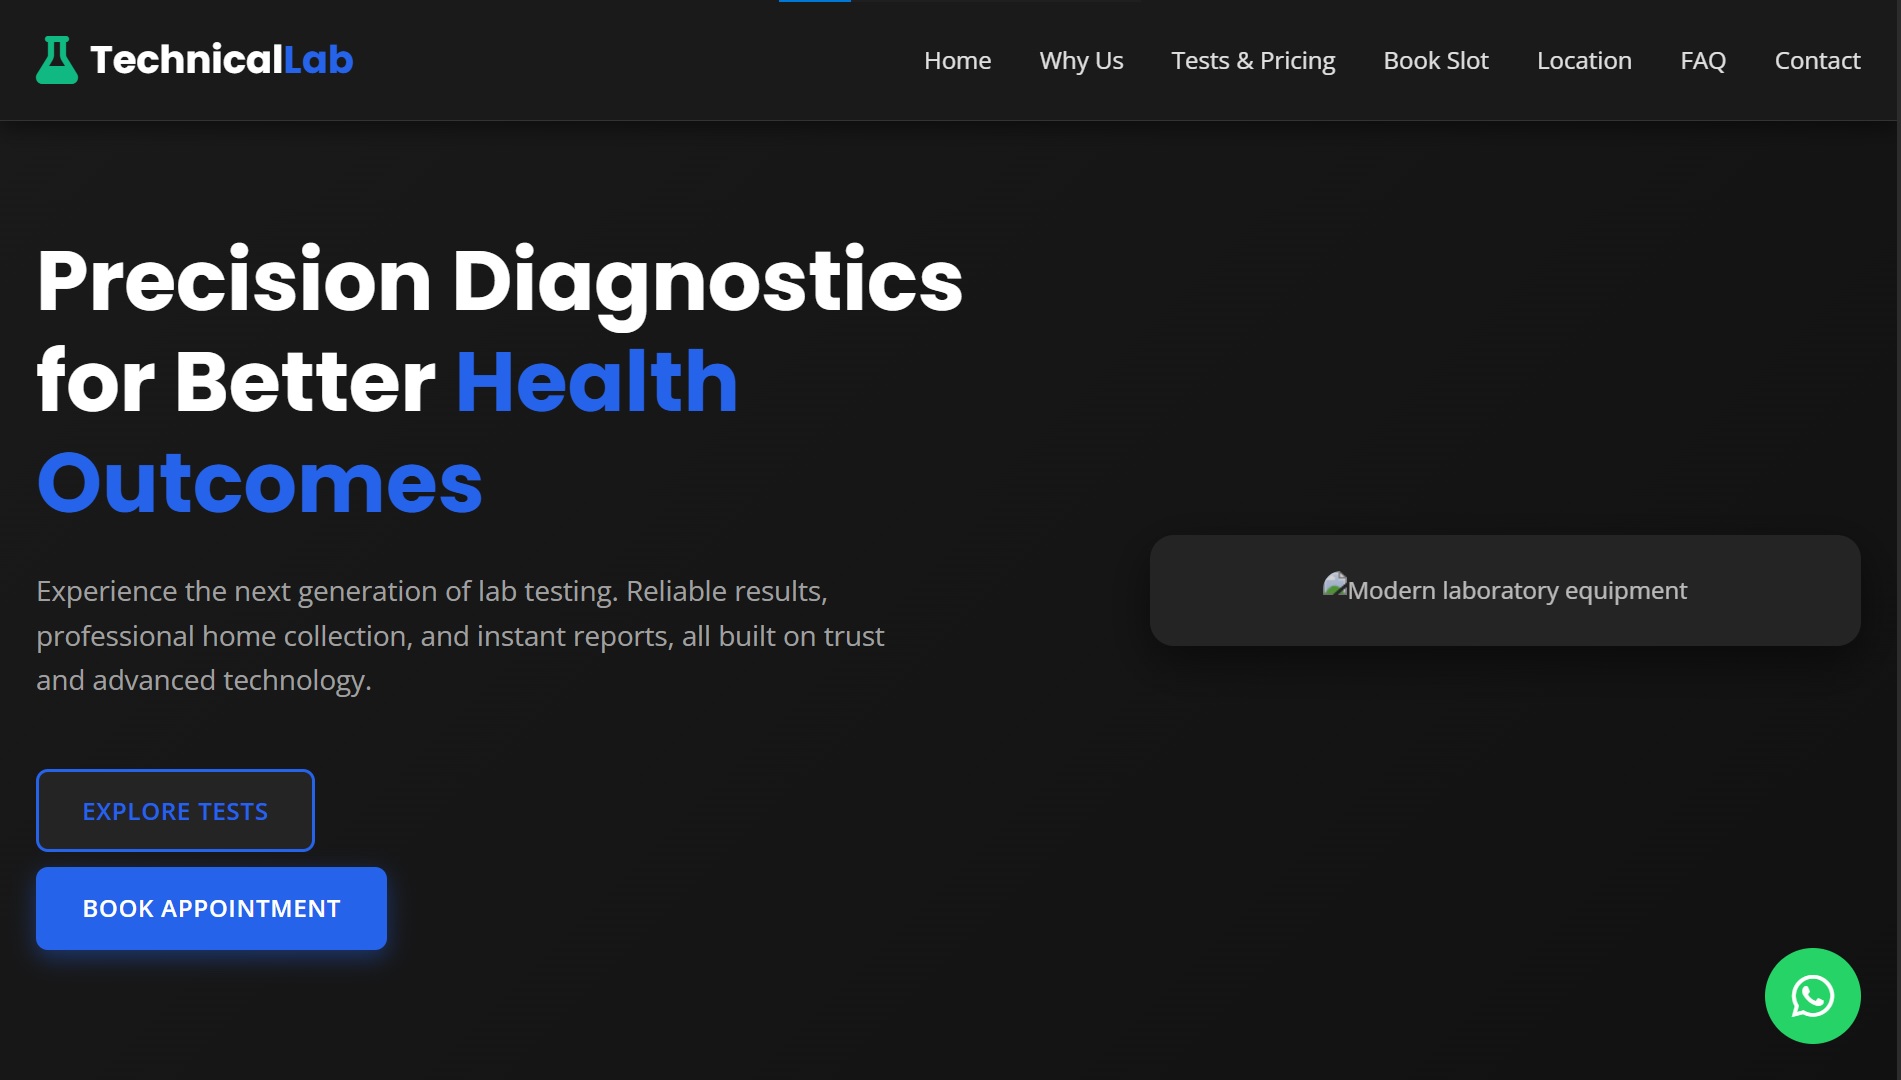 TechnicalLab
Home Why Us Tests & Pricing Book Slot Location FAQ Contact
Precision Diagnostics
for Better Health
Outcomes
Experience the next generation of lab testing. Reliable results,
professional home collection, and instant reports, all built on trust
and advanced technology.
Modern laboratory equipment
EXPLORE TESTS
BOOK APPOINTMENT